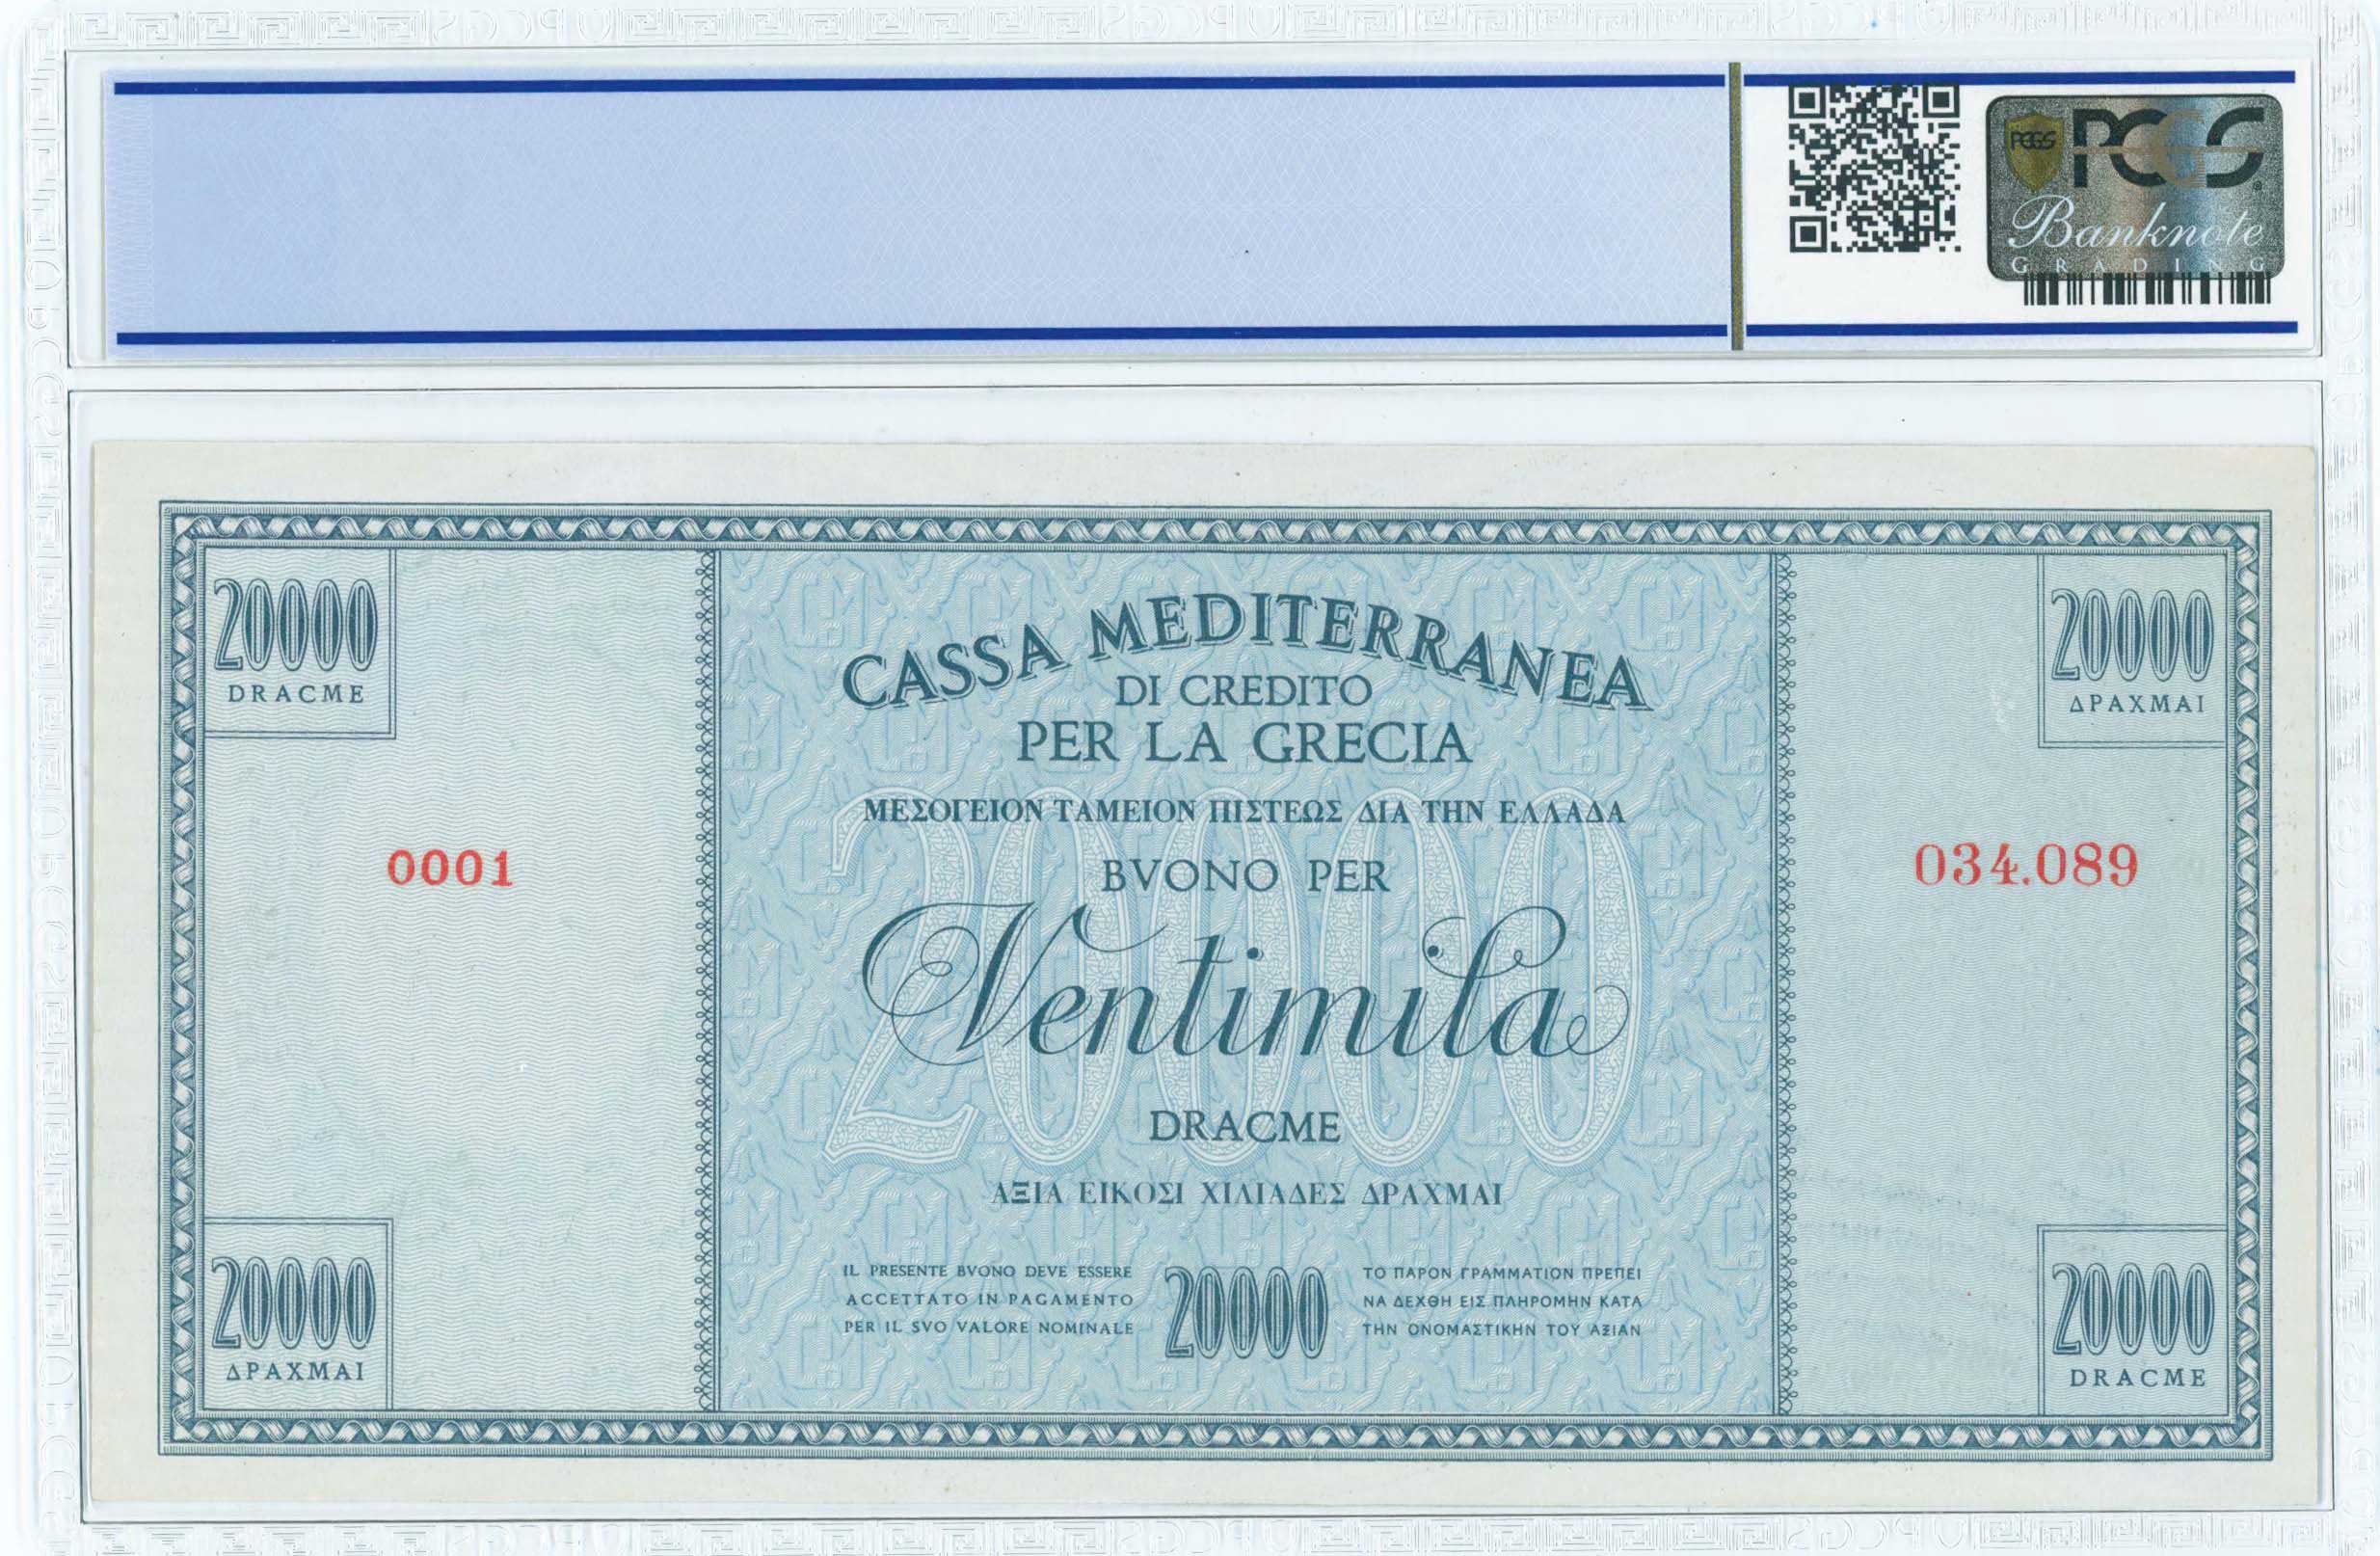 PCGS
PCGS
Banknote
GRADING
20000
DRACME
20000
ΔΡΑΧΜΑΙ
CASSA MEDITERRANEA
DI CREDITO
PER LA GRECIA
ΜΕΣΟΓΕΙΟΝ ΤΑΜΕΙΟΝ ΠΙΣΤΕΩΣ ΔΙΑ ΤΗΝ ΕΛΛΑΔΑ
0001
034.089
BVONO PER
20000
Ventimila
DRACME
ΑΞΙΑ ΕΙΚΟΣΙ ΧΙΛΙΑΔΕΣ ΔΡΑΧΜΑΙ
IL PRESENTE BVONO DEVE ESSERE
ACCETTATO IN PAGAMENTO
PER IL SVO VALORE NOMINALE
20000
ΤΟ ΠΑΡΟΝ ΓΡΑΜΜΑΤΙΟΝ ΠΡΕΠΕΙ
ΝΑ ΔΕΧΘΗ ΕΙΣ ΠΛΗΡΟΜΗΝ ΚΑΤΑ
ΤΗΝ ΟΝΟΜΑΣΤΙΚΗΝ ΤΟΥ ΑΞΙΑΝ
20000
ΔΡΑΧΜΑΙ
20000
DRACME